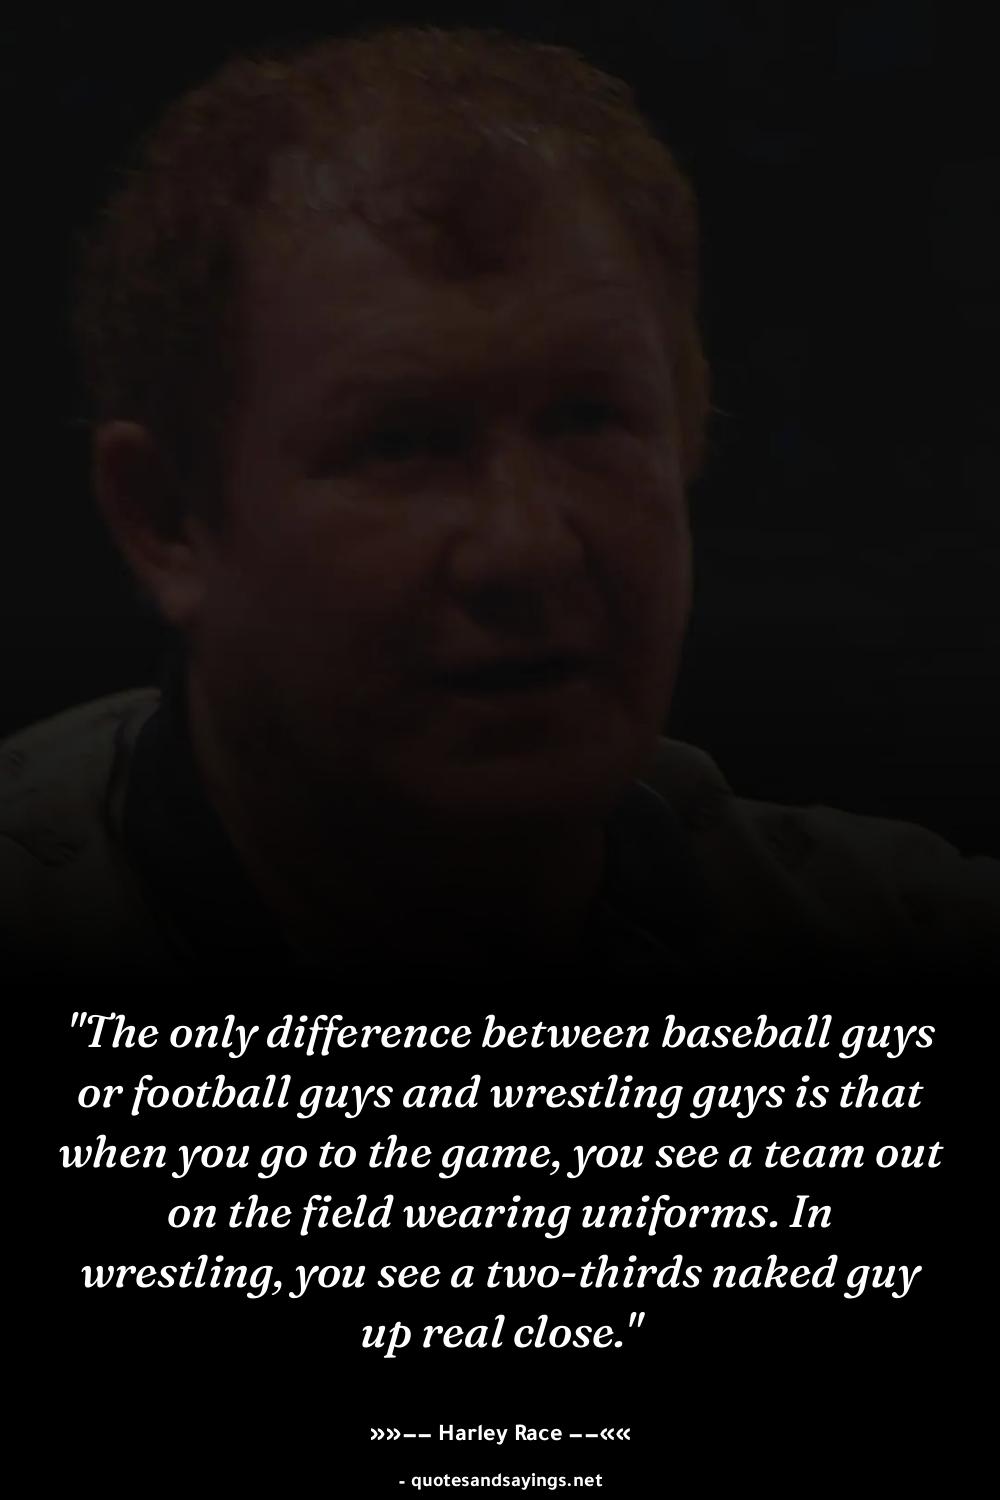 "The only difference between baseball guys
or football guys and wrestling guys is that
when you go to the game, you see a team out
on the field wearing uniforms. In
wrestling, you see a two-thirds naked guy
up real close."
»»−− Harley Race −−««
- quotesandsayings.net